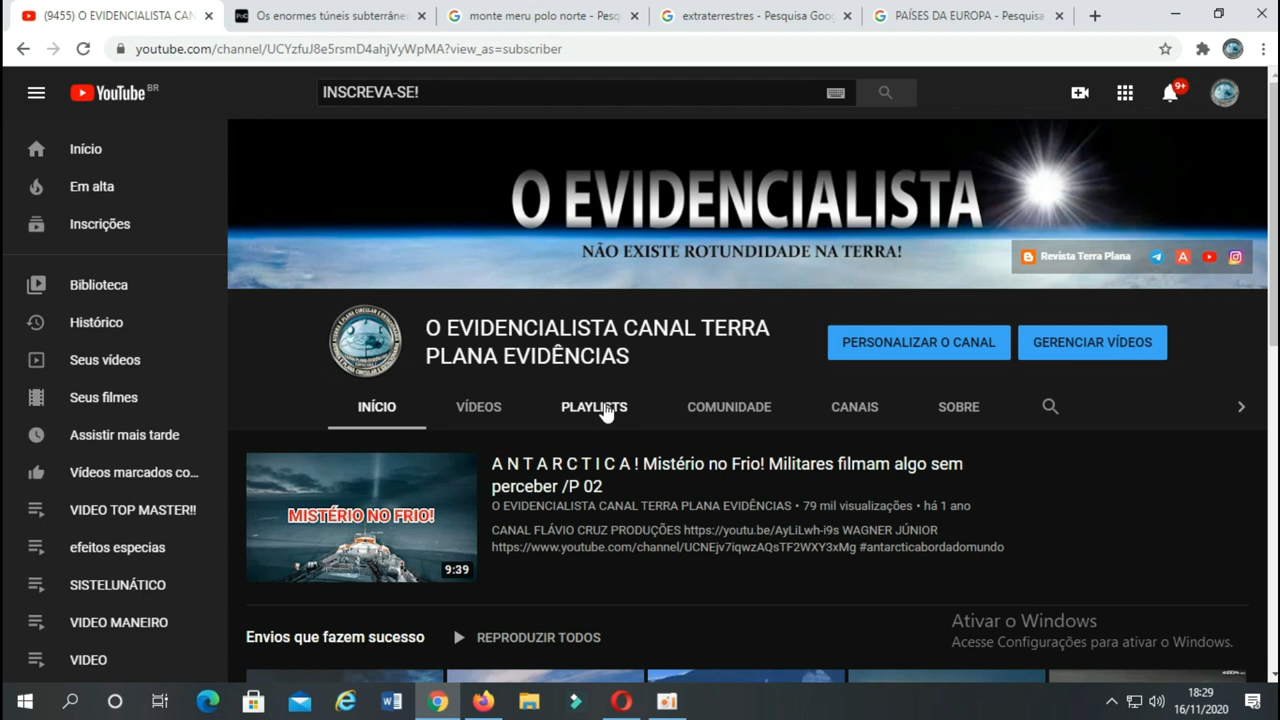 (9455) O EVIDENCIALISTA CAN
Os enormes túneis subterrâne
monte meru polo norte - Pesq
extraterrestres - Pesquisa Goo
PAÍSES DA EUROPA - Pesquisa
youtube.com/channel/UCYzfuJ8e5rsmD4ahjVyWpMA?view_as=subscriber
YouTube BR
INSCREVA-SE!
9+
Início
Em alta
Inscrições
Biblioteca
Histórico
Seus vídeos
Seus filmes
Assistir mais tarde
Vídeos marcados co...
VIDEO TOP MASTER!!
efeitos especias
SISTELUNÁTICO
VIDEO MANEIRO
VIDEO
O EVIDENCIALISTA
NÃO EXISTE ROTUNDIDADE NA TERRA!
Revista Terra Plana
O EVIDENCIALISTA CANAL TERRA
PLANA EVIDÊNCIAS
PERSONALIZAR O CANAL
GERENCIAR VÍDEOS
INÍCIO
VÍDEOS
PLAYLISTS
COMUNIDADE
CANAIS
SOBRE
MISTÉRIO NO FRIO!
9:39
A N T A R C T I C A ! Mistério no Frio! Militares filmam algo sem
perceber /P 02
O EVIDENCIALISTA CANAL TERRA PLANA EVIDÊNCIAS • 79 mil visualizações • há 1 ano
CANAL FLÁVIO CRUZ PRODUÇÕES https://youtu.be/AyLiLwh-i9s WAGNER JÚNIOR
https://www.youtube.com/channel/UCNEjv7iqwzAQsTF2WXY3xMg #antarcticabordadomundo
Envios que fazem sucesso
REPRODUZIR TODOS
Ativar o Windows
Acesse Configurações para ativar o Windows.
18:29
16/11/2020